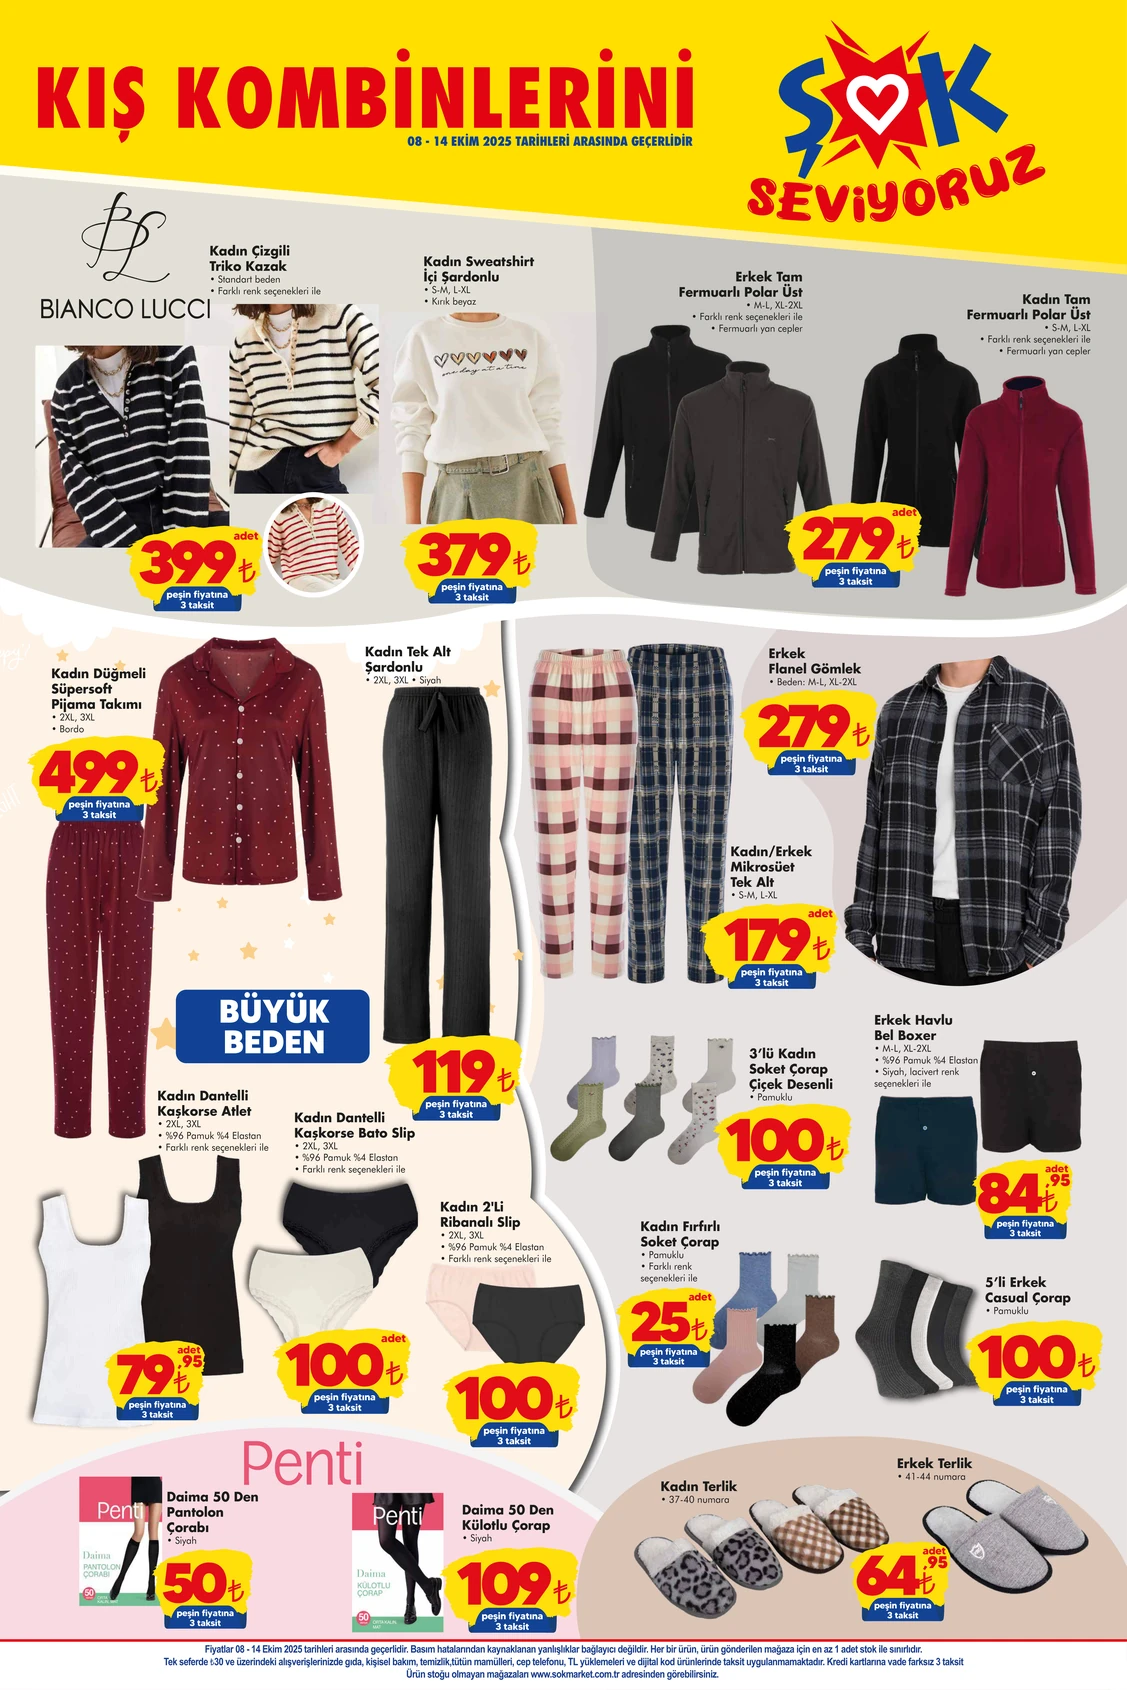 KIŞ KOMBİNLERİNİ
08 - 14 EKİM 2025 TARİHLERİ ARASINDA GEÇERLİDİR
ŞOK
SEViYORUZ
BL
BIANCO LUCCI
Kadın Çizgili
Triko Kazak
• Standart beden
• Farklı renk seçenekleri ile
399₺
adet
peşin fiyatına
3 taksit
Kadın Sweatshirt
İçi Şardonlu
• S-M, L-XL
• Kırık beyaz
one day at a time
379₺
peşin fiyatına
3 taksit
Erkek Tam
Fermuarlı Polar Üst
• M-L, XL-2XL
• Farklı renk seçenekleri ile
• Fermuarlı yan cepler
Kadın Tam
Fermuarlı Polar Üst
• S-M, L-XL
• Farklı renk seçenekleri ile
• Fermuarlı yan cepler
adet
279₺
peşin fiyatına
3 taksit
Kadın Düğmeli
Süpersoft
Pijama Takımı
• 2XL, 3XL
• Bordo
499₺
peşin fiyatına
3 taksit
Kadın Tek Alt
Şardonlu
• 2XL, 3XL • Siyah
119₺
peşin fiyatına
3 taksit
BÜYÜK
BEDEN
Erkek
Flanel Gömlek
• Beden: M-L, XL-2XL
279₺
peşin fiyatına
3 taksit
Kadın/Erkek
Mikrosüet
Tek Alt
• S-M, L-XL
adet
179₺
peşin fiyatına
3 taksit
Kadın Dantelli
Kaşkorse Atlet
• 2XL, 3XL
• %96 Pamuk %4 Elastan
• Farklı renk seçenekleri ile
adet
79,95₺
peşin fiyatına
3 taksit
Kadın Dantelli
Kaşkorse Bato Slip
• 2XL, 3XL
• %96 Pamuk %4 Elastan
• Farklı renk seçenekleri ile
adet
100₺
peşin fiyatına
3 taksit
Kadın 2'Li
Ribanalı Slip
• 2XL, 3XL
• %96 Pamuk %4 Elastan
• Farklı renk seçenekleri ile
100₺
peşin fiyatına
3 taksit
3’lü Kadın
Soket Çorap
Çiçek Desenli
• Pamuklu
100₺
peşin fiyatına
3 taksit
Erkek Havlu
Bel Boxer
• M-L, XL-2XL
• %96 Pamuk %4 Elastan
• Siyah, lacivert renk
seçenekleri ile
adet
84,95₺
peşin fiyatına
3 taksit
Kadın Fırfırlı
Soket Çorap
• Pamuklu
• Farklı renk
seçenekleri ile
adet
25₺
peşin fiyatına
3 taksit
5’li Erkek
Casual Çorap
• Pamuklu
100₺
peşin fiyatına
3 taksit
Penti
Penti
Daima
PANTOLON
ÇORABI
50
Daima 50 Den
Pantolon
Çorabı
• Siyah
50₺
peşin fiyatına
3 taksit
Penti
Daima
KÜLOTLU
ÇORAP
50
Daima 50 Den
Külotlu Çorap
• Siyah
109₺
peşin fiyatına
3 taksit
Kadın Terlik
• 37-40 numara
Erkek Terlik
• 41-44 numara
adet
64,95₺
peşin fiyatına
3 taksit
Fiyatlar 08 - 14 Ekim 2025 tarihleri arasında geçerlidir. Basım hatalarından kaynaklanan yanlışlıklar bağlayıcı değildir. Her bir ürün, ürün gönderilen mağaza için en az 1 adet stok ile sınırlıdır.
Tek seferde ₺30 ve üzerindeki alışverişlerinizde gıda, kişisel bakım, temizlik,tütün mamülleri, cep telefonu, TL yüklemeleri ve dijital kod ürünlerinde taksit uygulanmamaktadır. Kredi kartlarına vade farksız 3 taksit
Ürün stoğu olmayan mağazaları www.sokmarket.com.tr adresinden görebilirsiniz.